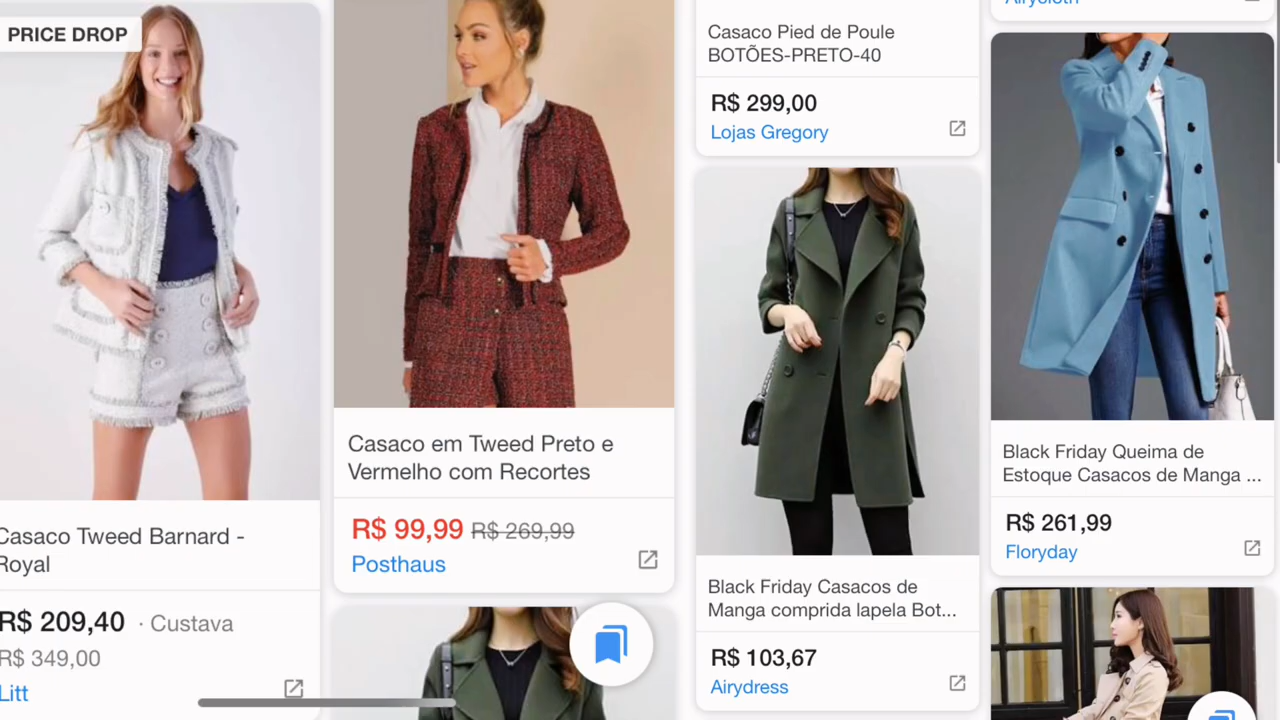 PRICE DROP
Casaco Tweed Barnard -
Royal
R$ 209,40 · Custava
R$ 349,00
Litt
Casaco em Tweed Preto e
Vermelho com Recortes
R$ 99,99 R$ 269,99
Posthaus
Casaco Pied de Poule
BOTÕES-PRETO-40
R$ 299,00
Lojas Gregory
Black Friday Casacos de
Manga comprida lapela Bot...
R$ 103,67
Airydress
Airycloth
Black Friday Queima de
Estoque Casacos de Manga ...
R$ 261,99
Floryday